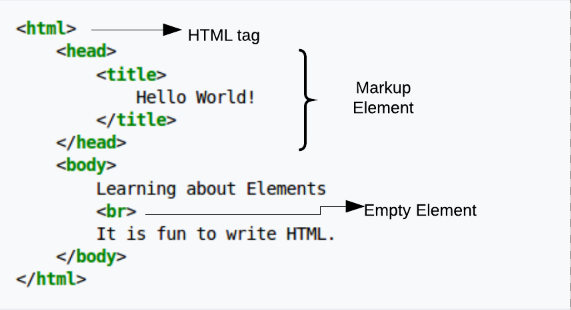 <html> HTML tag
<head>
<title>
Hello World!
</title>
</head>
Markup
Element
<body>
Learning about Elements
<br> Empty Element
It is fun to write HTML.
</body>
</html>